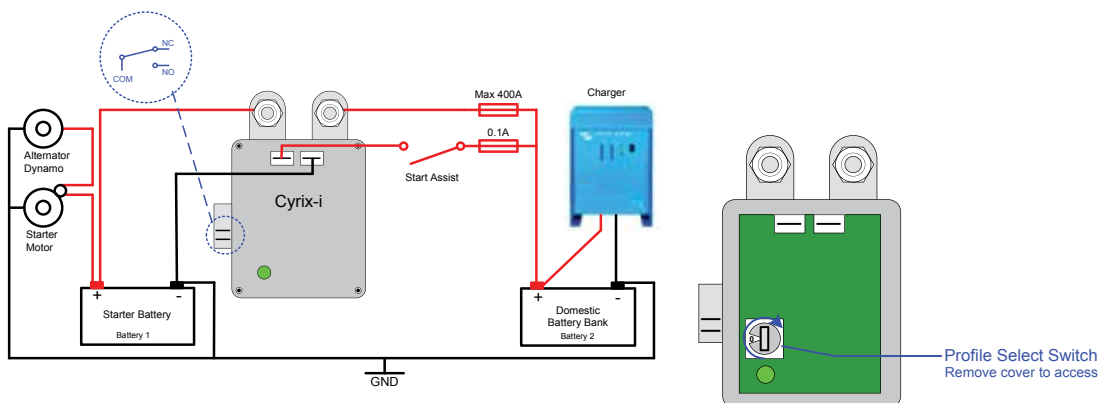 NC
NO
COM
Max 400A
Charger
0.1A
Start Assist
Alternator
Dynamo
Starter
Motor
Cyrix-i
+
-
Starter Battery
Battery 1
+
-
Domestic
Battery Bank
Battery 2
GND
0
Profile Select Switch
Remove cover to access